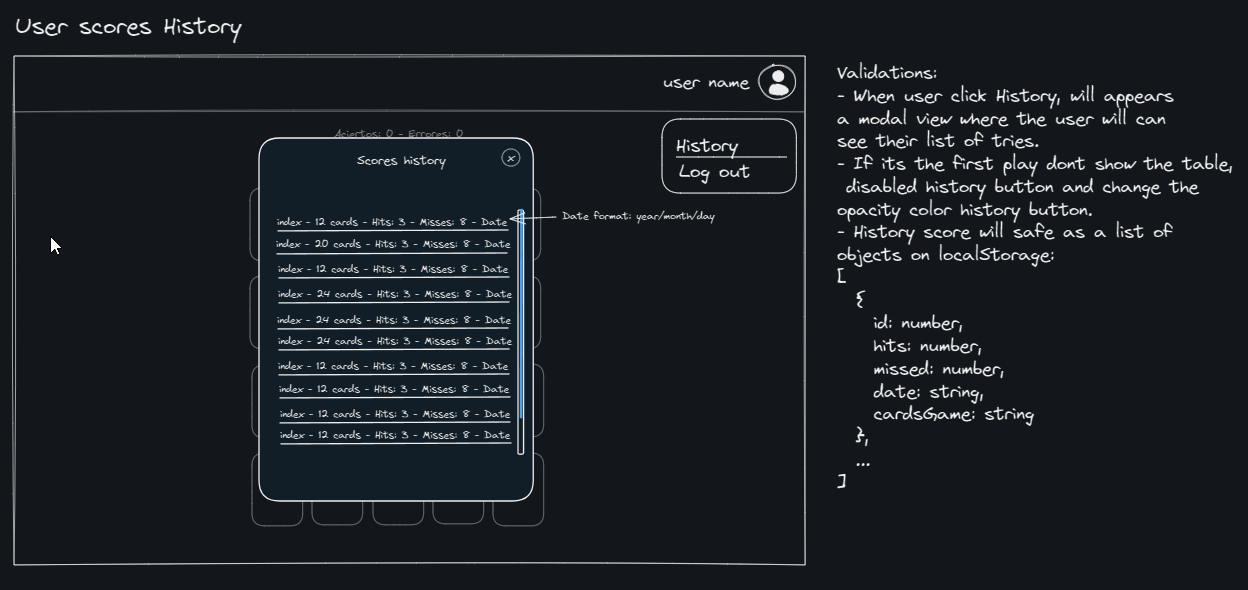 User scores History
user name
Aciertos: 0 - Errores: 0
History
Log out
Scores history
index - 12 cards - Hits: 3 - Misses: 8 - Date
Date format: year/month/day
index - 20 cards - Hits: 3 - Misses: 8 - Date
index - 12 cards - Hits: 3 - Misses: 8 - Date
index - 24 cards - Hits: 3 - Misses: 8 - Date
index - 24 cards - Hits: 3 - Misses: 8 - Date
index - 24 cards - Hits: 3 - Misses: 8 - Date
index - 12 cards - Hits: 3 - Misses: 8 - Date
index - 12 cards - Hits: 3 - Misses: 8 - Date
index - 12 cards - Hits: 3 - Misses: 8 - Date
index - 12 cards - Hits: 3 - Misses: 8 - Date
Validations:
- When user click History, will appears
a modal view where the user will can
see their list of tries.
- If its the first play dont show the table,
disabled history button and change the
opacity color history button.
- History score will safe as a list of
objects on localStorage:
[
{
id: number,
hits: number,
missed: number,
date: string,
cardsGame: string
},
...
]